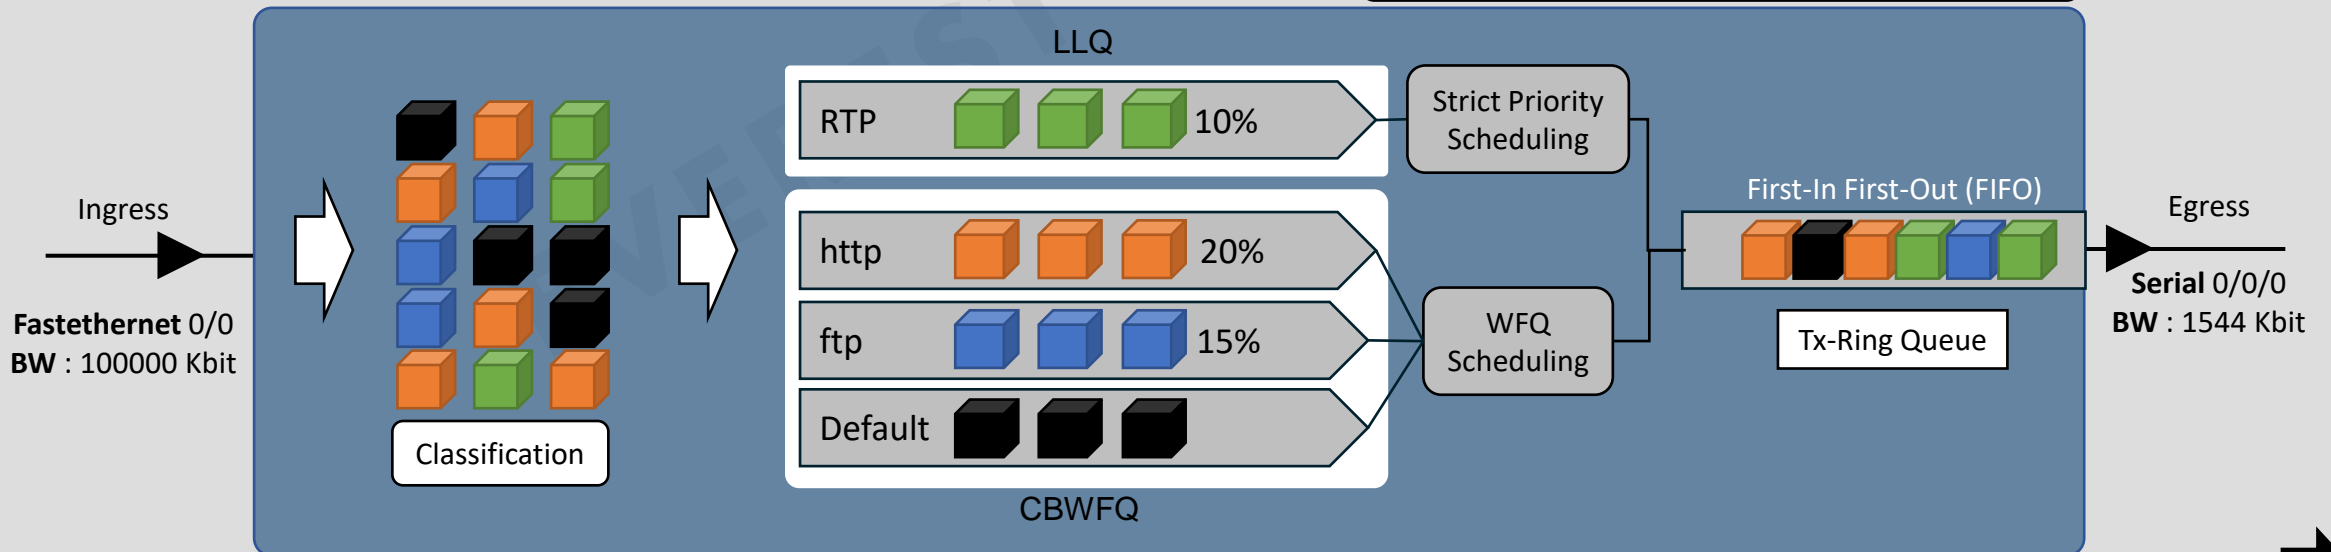 LLQ
RTP
10%
Strict Priority
Scheduling
Ingress
Fastethernet 0/0
BW : 100000 Kbit
Classification
http
20%
ftp
15%
Default
CBWFQ
WFQ
Scheduling
First-In First-Out (FIFO)
Tx-Ring Queue
Egress
Serial 0/0/0
BW : 1544 Kbit